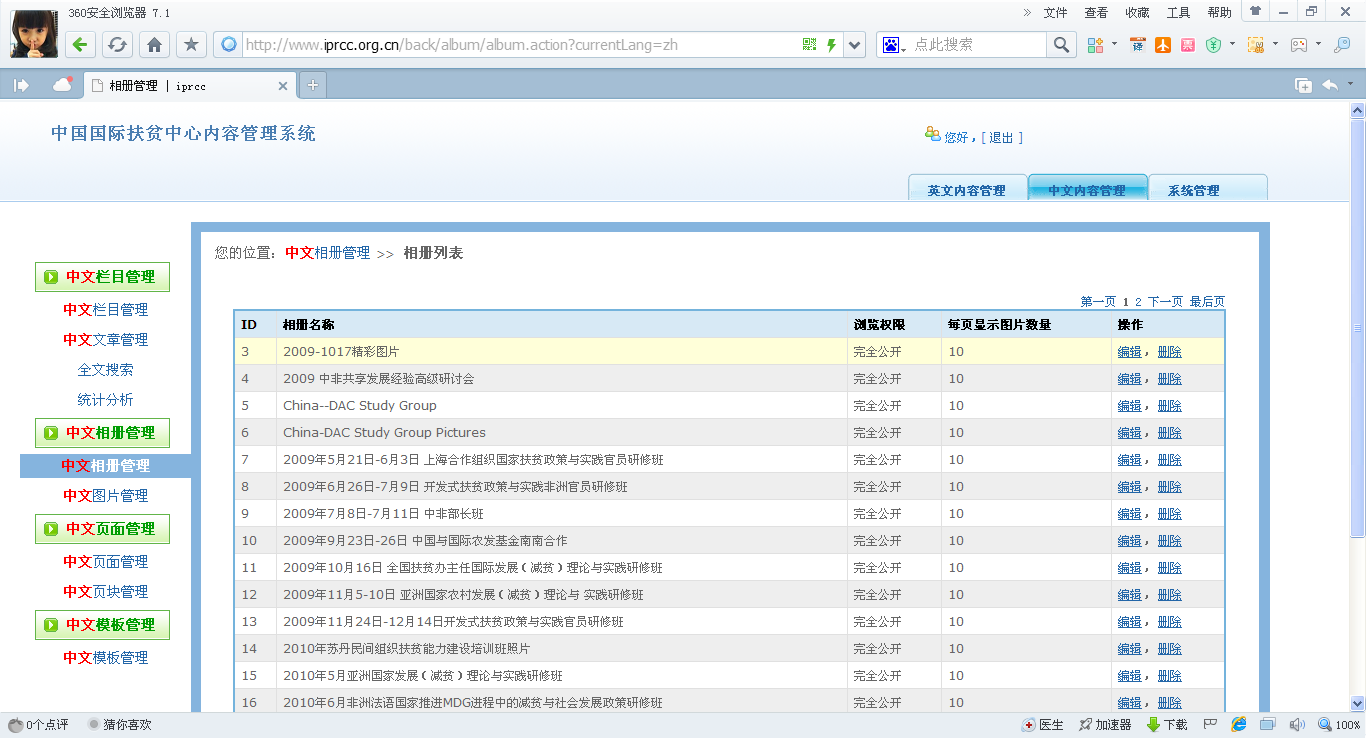 360安全浏览器 7.1
» 文件 查看 收藏 工具 帮助
http://www.iprcc.org.cn/back/album/album.action?currentLang=zh
点此搜索
译
票
相册管理 | iprcc
中国国际扶贫中心内容管理系统
您好，[ 退出 ]
英文内容管理 中文内容管理 系统管理
您的位置：中文相册管理 >> 相册列表
中文栏目管理
中文栏目管理
中文文章管理
全文搜索
统计分析
中文相册管理
中文相册管理
中文图片管理
中文页面管理
中文页面管理
中文页块管理
中文模板管理
中文模板管理
第一页 1 2 下一页 最后页
ID 相册名称 浏览权限 每页显示图片数量 操作
3 2009-1017精彩图片 完全公开 10 编辑，删除
4 2009 中非共享发展经验高级研讨会 完全公开 10 编辑，删除
5 China--DAC Study Group 完全公开 10 编辑，删除
6 China-DAC Study Group Pictures 完全公开 10 编辑，删除
7 2009年5月21日-6月3日 上海合作组织国家扶贫政策与实践官员研修班 完全公开 10 编辑，删除
8 2009年6月26日-7月9日 开发式扶贫政策与实践非洲官员研修班 完全公开 10 编辑，删除
9 2009年7月8日-7月11日 中非部长班 完全公开 10 编辑，删除
10 2009年9月23日-26日 中国与国际农发基金南南合作 完全公开 10 编辑，删除
11 2009年10月16日 全国扶贫办主任国际发展（减贫）理论与实践研修班 完全公开 10 编辑，删除
12 2009年11月5-10日 亚洲国家农村发展（减贫）理论与 实践研修班 完全公开 10 编辑，删除
13 2009年11月24日-12月14日开发式扶贫政策与实践官员研修班 完全公开 10 编辑，删除
14 2010年苏丹民间组织扶贫能力建设培训班照片 完全公开 10 编辑，删除
15 2010年5月亚洲国家发展（减贫）理论与实践研修班 完全公开 10 编辑，删除
16 2010年6月非洲法语国家推进MDG进程中的减贫与社会发展政策研修班 完全公开 10 编辑，删除
0个点评 猜你喜欢 医生 加速器 下载 100%